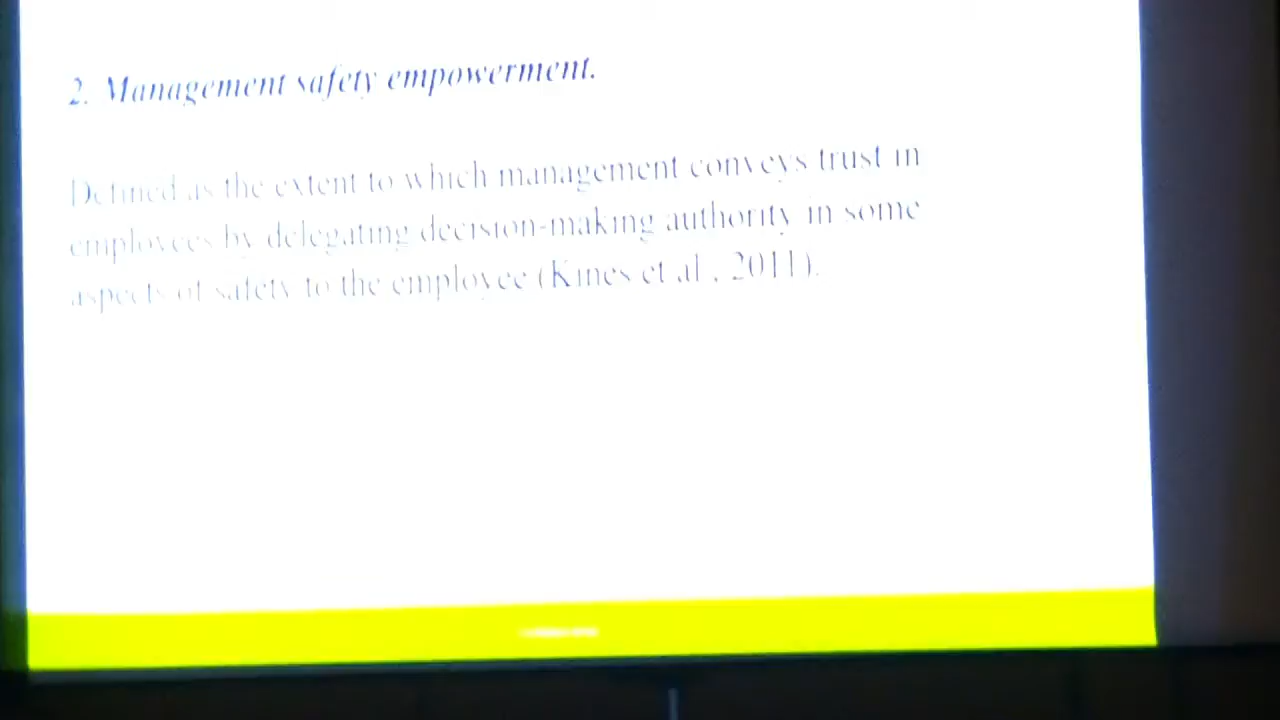 2. Management safety empowerment.
Defined as the extent to which management conveys trust in
employees by delegating decision-making authority in some
aspects of safety to the employee (Kines et al., 2011).